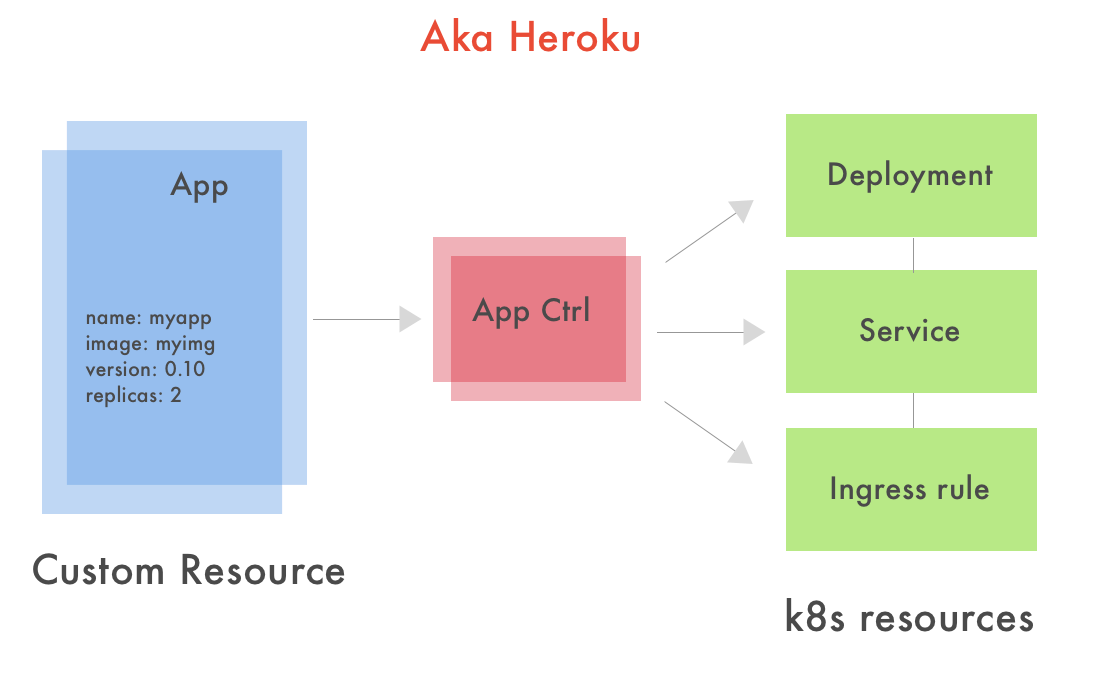 Aka Heroku
App
name: myapp
image: myimg
version: 0.10
replicas: 2
Custom Resource
App Ctrl
Deployment
Service
Ingress rule
k8s resources